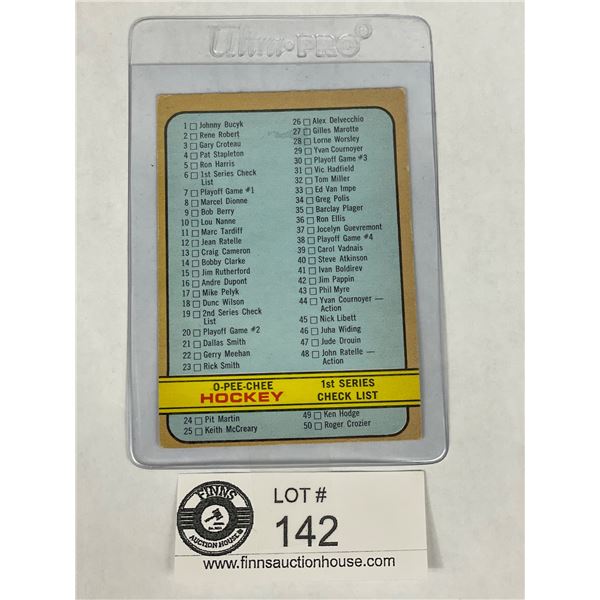 Ultra·PRO®
1 Johnny Bucyk
2 Rene Robert
3 Gary Croteau
4 Pat Stapleton
5 Ron Harris
6 1st Series Check
List
7 Playoff Game #1
8 Marcel Dionne
9 Bob Berry
10 Lou Nanne
11 Marc Tardiff
12 Jean Ratelle
13 Craig Cameron
14 Bobby Clarke
15 Jim Rutherford
16 Andre Dupont
17 Mike Pelyk
18 Dunc Wilson
19 2nd Series Check
List
20 Playoff Game #2
21 Dallas Smith
22 Gerry Meehan
23 Rick Smith
26 Alex Delvecchio
27 Gilles Marotte
28 Lorne Worsley
29 Yvan Cournoyer
30 Playoff Game #3
31 Vic Hadfield
32 Tom Miller
33 Ed Van Impe
34 Greg Polis
35 Barclay Plager
36 Ron Ellis
37 Jocelyn Guevremont
38 Playoff Game #4
39 Carol Vadnais
40 Steve Atkinson
41 Ivan Boldirev
42 Jim Pappin
43 Phil Myre
44 Yvan Cournoyer —
Action
45 Nick Libett
46 Juha Widing
47 Jude Drouin
48 John Ratelle —
Action
O-PEE-CHEE
HOCKEY
1st SERIES
CHECK LIST
24 Pit Martin
25 Keith McCreary
49 Ken Hodge
50 Roger Crozier
FINNS
AUCTION HOUSE
LOT #
142
www.finnsauctionhouse.com